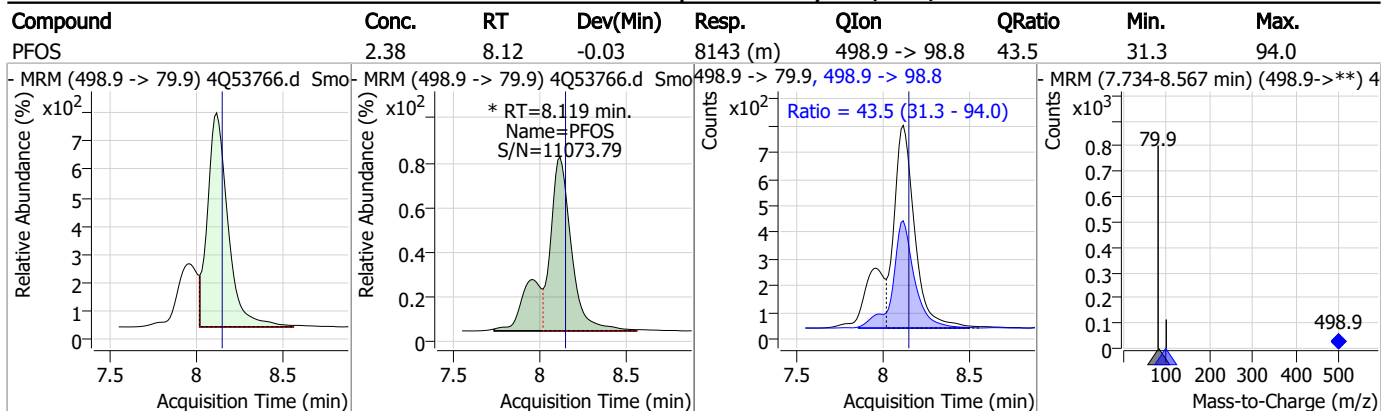 Compound Conc. RT Dev(Min) Resp. QIon QRatio Min. Max.
PFOS 2.38 8.12 -0.03 8143 (m) 498.9 -> 98.8 43.5 31.3 94.0
- MRM (498.9 -> 79.9) 4Q53766.d Smo
Relative Abundance (%)
x10²
7
6
5
4
3
2
1
0
7.5 8 8.5
Acquisition Time (min)
- MRM (498.9 -> 79.9) 4Q53766.d Smo
Relative Abundance (%)
x10²
* RT=8.119 min.
Name=PFOS
S/N=11073.79
0.8
0.6
0.4
0.2
0
7.5 8 8.5
Acquisition Time (min)
498.9 -> 79.9, 498.9 -> 98.8
Counts
x10²
Ratio = 43.5 (31.3 - 94.0)
7
6
5
4
3
2
1
0
7.5 8 8.5
Acquisition Time (min)
- MRM (7.734-8.567 min) (498.9->**) 4
Counts
x10³
79.9
0.8
0.7
0.6
0.5
0.4
0.3
0.2
0.1
0
498.9
100 200 300 400 500
Mass-to-Charge (m/z)